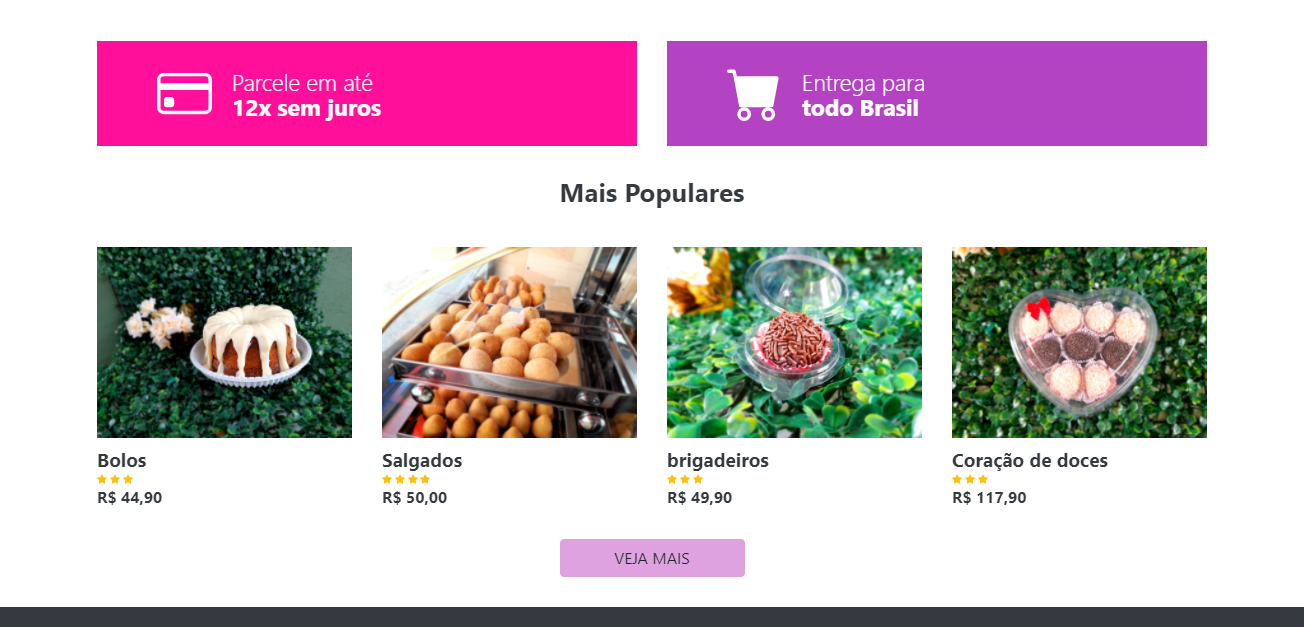 Parcele em até
12x sem juros
Entrega para
todo Brasil
Mais Populares
Bolos
R$ 44,90
Salgados
R$ 50,00
brigadeiros
R$ 49,90
Coração de doces
R$ 117,90
VEJA MAIS